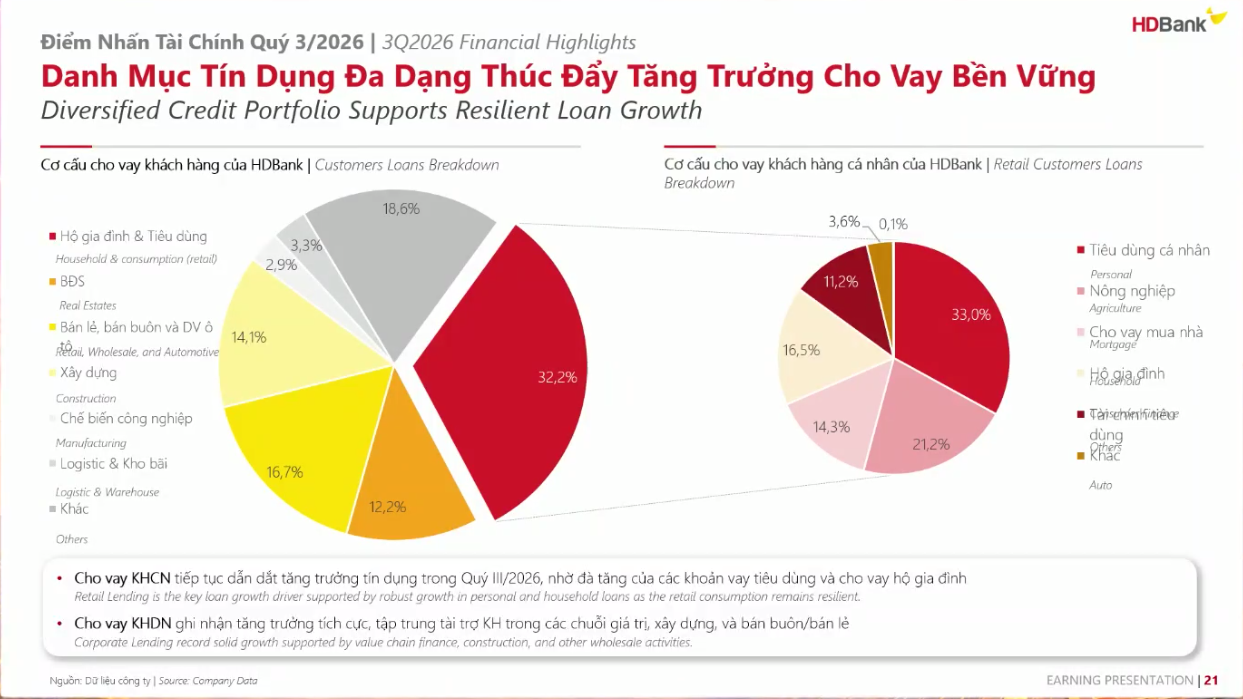 HDBank
Điểm Nhấn Tài Chính Quý 3/2026 | 3Q2026 Financial Highlights
Danh Mục Tín Dụng Đa Dạng Thúc Đẩy Tăng Trưởng Cho Vay Bền Vững
Diversified Credit Portfolio Supports Resilient Loan Growth
Cơ cấu cho vay khách hàng của HDBank | Customers Loans Breakdown
Hộ gia đình & Tiêu dùng
Household & consumption (retail)
BĐS
Real Estates
Bán lẻ, bán buôn và DV ô
tô
Retail, Wholesale, and Automotive
Xây dựng
Construction
Chế biến công nghiệp
Manufacturing
Logistic & Kho bãi
Logistic & Warehouse
Khác
Others
18,6%
3,3%
2,9%
14,1%
16,7%
12,2%
32,2%
Cơ cấu cho vay khách hàng cá nhân của HDBank | Retail Customers Loans
Breakdown
3,6%
0,1%
11,2%
33,0%
16,5%
14,3%
21,2%
Tiêu dùng cá nhân
Personal
Nông nghiệp
Agriculture
Cho vay mua nhà
Mortgage
Hộ gia đình
Household
Tài chính tiêu
Consumer Finance
dùng
Others
Khác
Auto
• Cho vay KHCN tiếp tục dẫn dắt tăng trưởng tín dụng trong Quý III/2026, nhờ đà tăng của các khoản vay tiêu dùng và cho vay hộ gia đình
Retail Lending is the key loan growth driver supported by robust growth in personal and household loans as the retail consumption remains resilient.
• Cho vay KHDN ghi nhận tăng trưởng tích cực, tập trung tài trợ KH trong các chuỗi giá trị, xây dựng, và bán buôn/bán lẻ
Corporate Lending record solid growth supported by value chain finance, construction, and other wholesale activities.
Nguồn: Dữ liệu công ty | Source: Company Data
EARNING PRESENTATION | 21